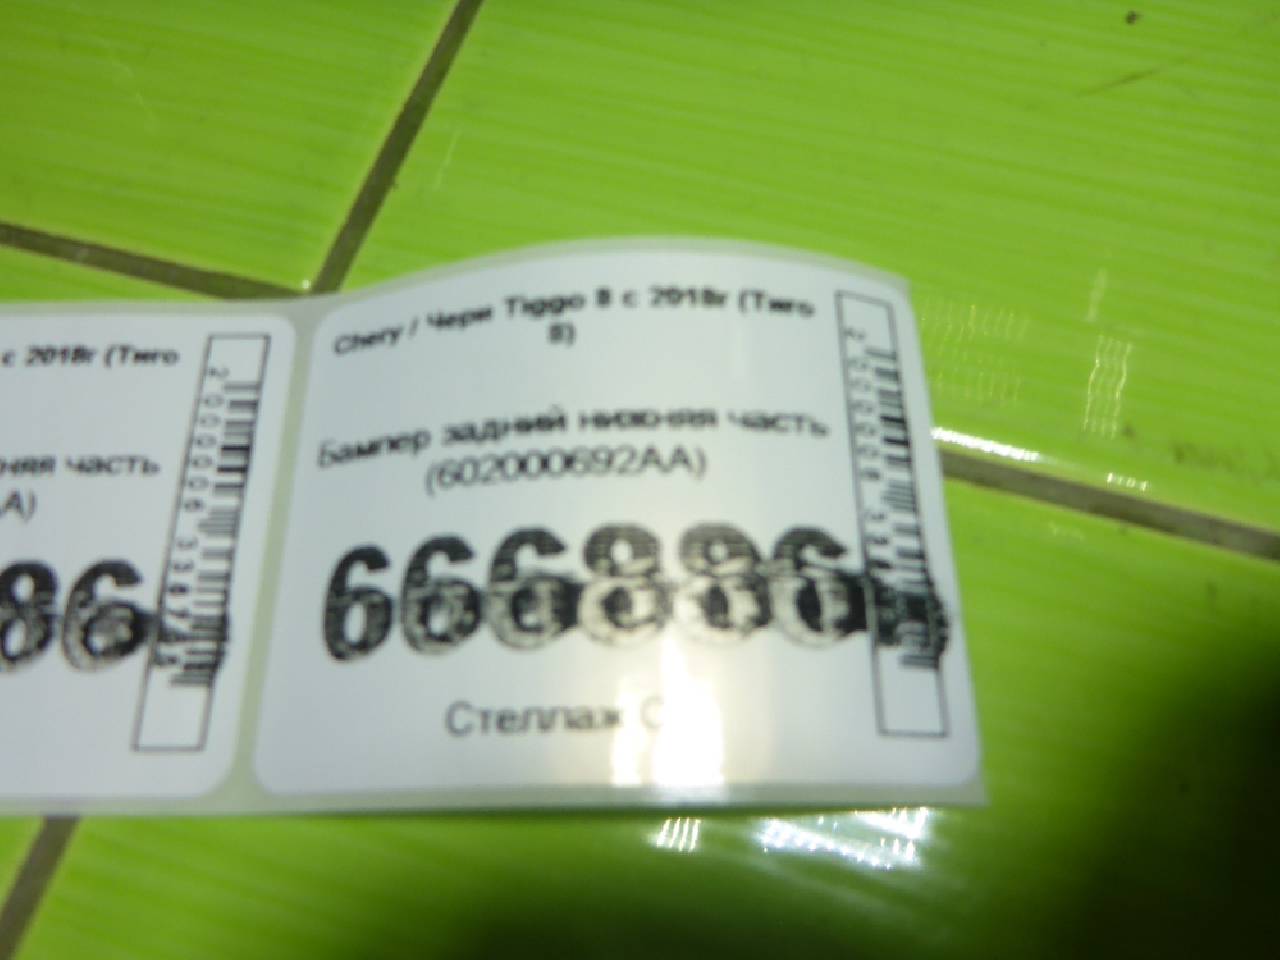 Chery / Чери Tiggo 8 с 2018г (Тиго
8)
Бампер задний нижняя часть
(602000692AA)
666886
Стеллаж
с 2018г (Тиго
няя часть
AA)
86